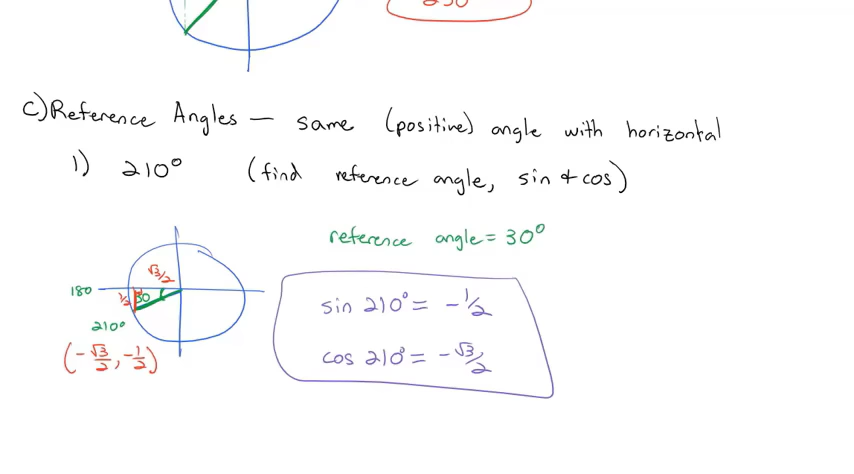 230
C) Reference Angles — same (positive) angle with horizontal
1) 210° (find reference angle, sin + cos)
reference angle = 30°
√3/2
180
1/2 30
210°
(-√3/2, -1/2)
sin 210° = -1/2
cos 210° = -√3/2